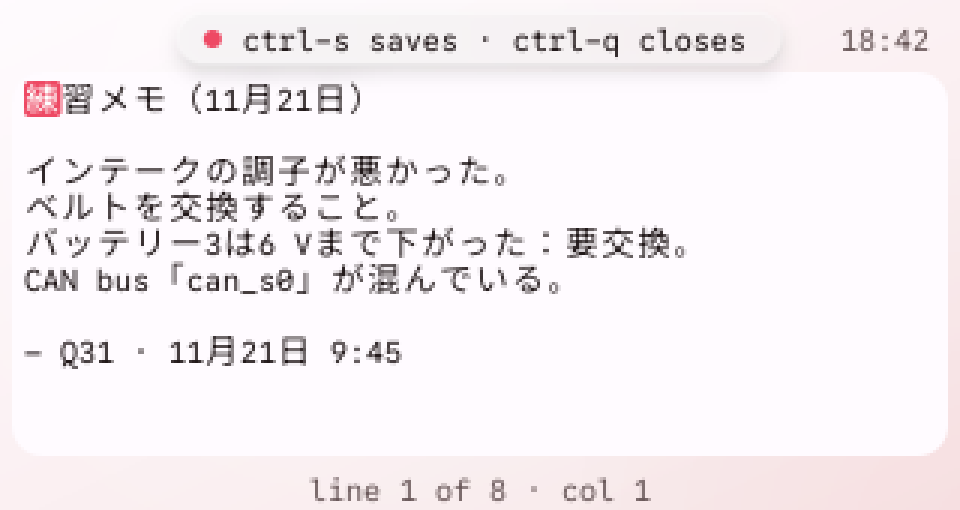 ctrl-s saves · ctrl-q closes
18:42
練習メモ（11月21日）
インテークの調子が悪かった。
ベルトを交換すること。
バッテリー3は6 Vまで下がった：要交換。
CAN bus「can_s0」が混んでいる。
— Q31 · 11月21日 9:45
line 1 of 8 · col 1